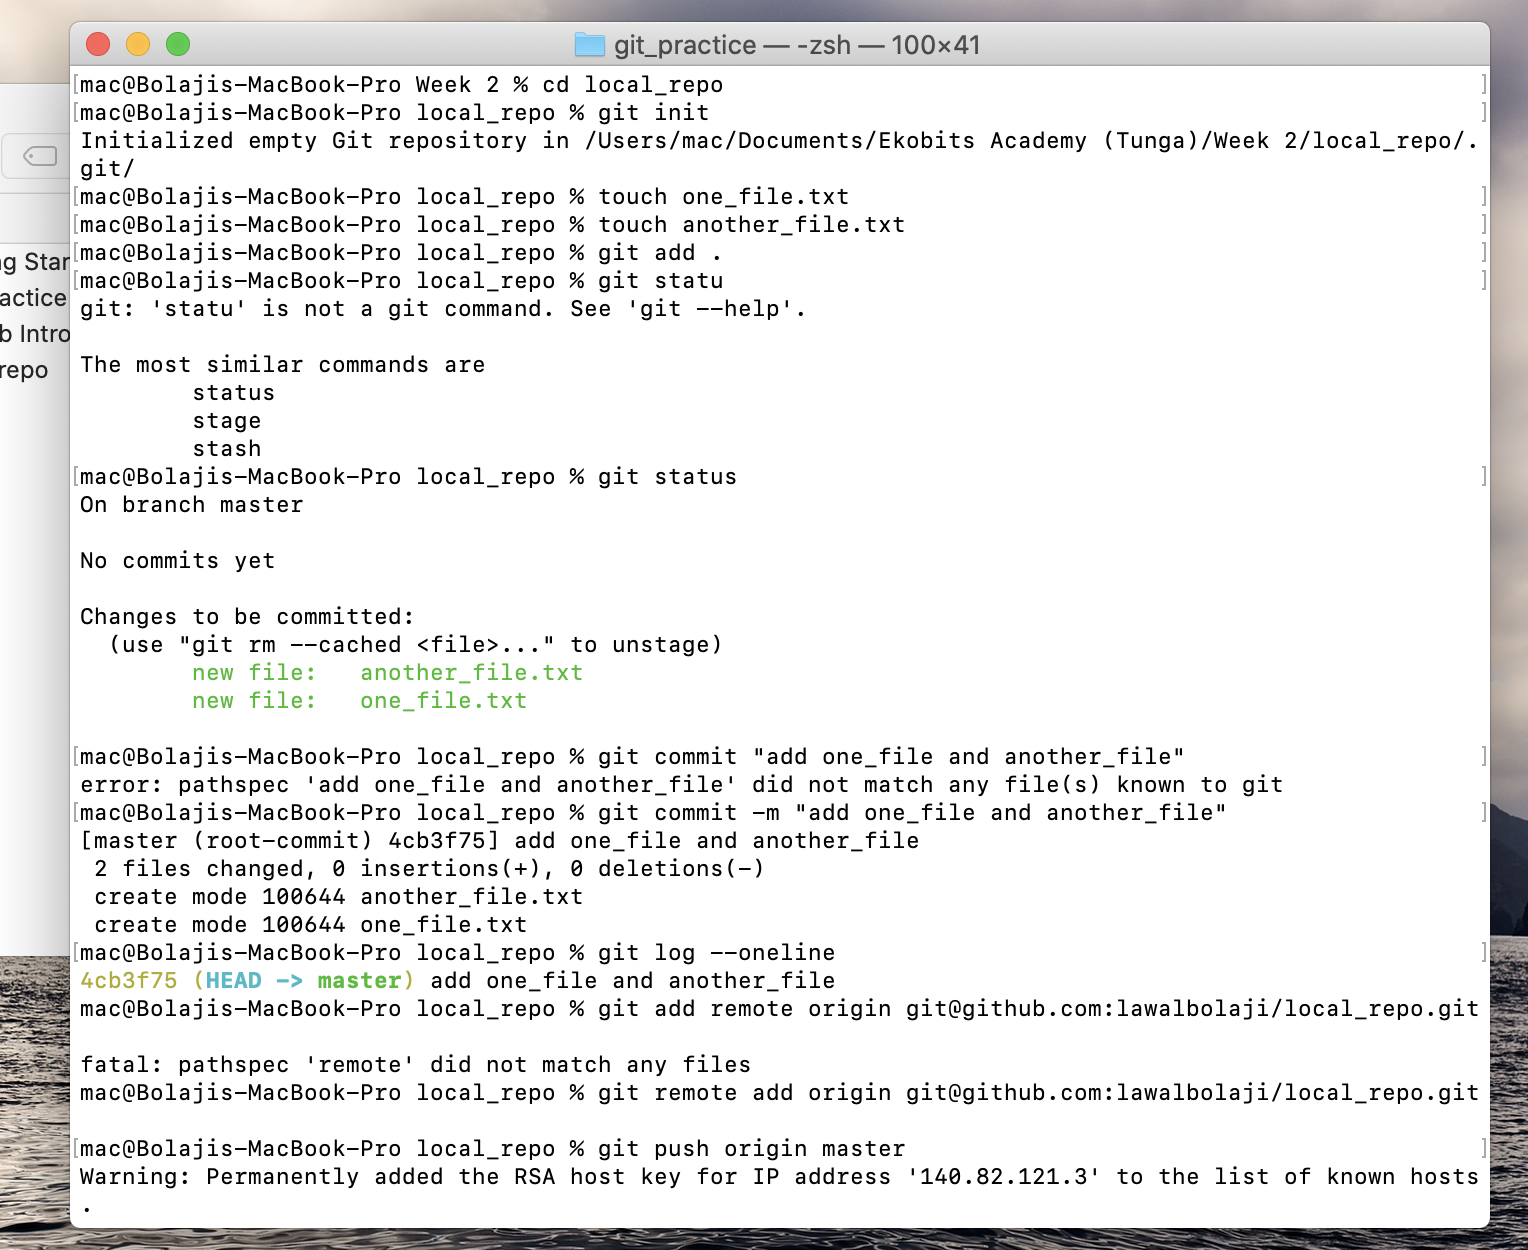 git_practice — -zsh — 100×41
mac@Bolajis-MacBook-Pro Week 2 % cd local_repo
mac@Bolajis-MacBook-Pro local_repo % git init
Initialized empty Git repository in /Users/mac/Documents/Ekobits Academy (Tunga)/Week 2/local_repo/.
git/
mac@Bolajis-MacBook-Pro local_repo % touch one_file.txt
mac@Bolajis-MacBook-Pro local_repo % touch another_file.txt
mac@Bolajis-MacBook-Pro local_repo % git add .
mac@Bolajis-MacBook-Pro local_repo % git statu
git: 'statu' is not a git command. See 'git --help'.
The most similar commands are
status
stage
stash
mac@Bolajis-MacBook-Pro local_repo % git status
On branch master
No commits yet
Changes to be committed:
(use "git rm --cached <file>..." to unstage)
new file:   another_file.txt
new file:   one_file.txt
mac@Bolajis-MacBook-Pro local_repo % git commit "add one_file and another_file"
error: pathspec 'add one_file and another_file' did not match any file(s) known to git
mac@Bolajis-MacBook-Pro local_repo % git commit -m "add one_file and another_file"
[master (root-commit) 4cb3f75] add one_file and another_file
2 files changed, 0 insertions(+), 0 deletions(-)
create mode 100644 another_file.txt
create mode 100644 one_file.txt
mac@Bolajis-MacBook-Pro local_repo % git log --oneline
4cb3f75 (HEAD -> master) add one_file and another_file
mac@Bolajis-MacBook-Pro local_repo % git add remote origin git@github.com:lawalbolaji/local_repo.git
fatal: pathspec 'remote' did not match any files
mac@Bolajis-MacBook-Pro local_repo % git remote add origin git@github.com:lawalbolaji/local_repo.git
mac@Bolajis-MacBook-Pro local_repo % git push origin master
Warning: Permanently added the RSA host key for IP address '140.82.121.3' to the list of known hosts
.
g Star
actice
b Intro
repo